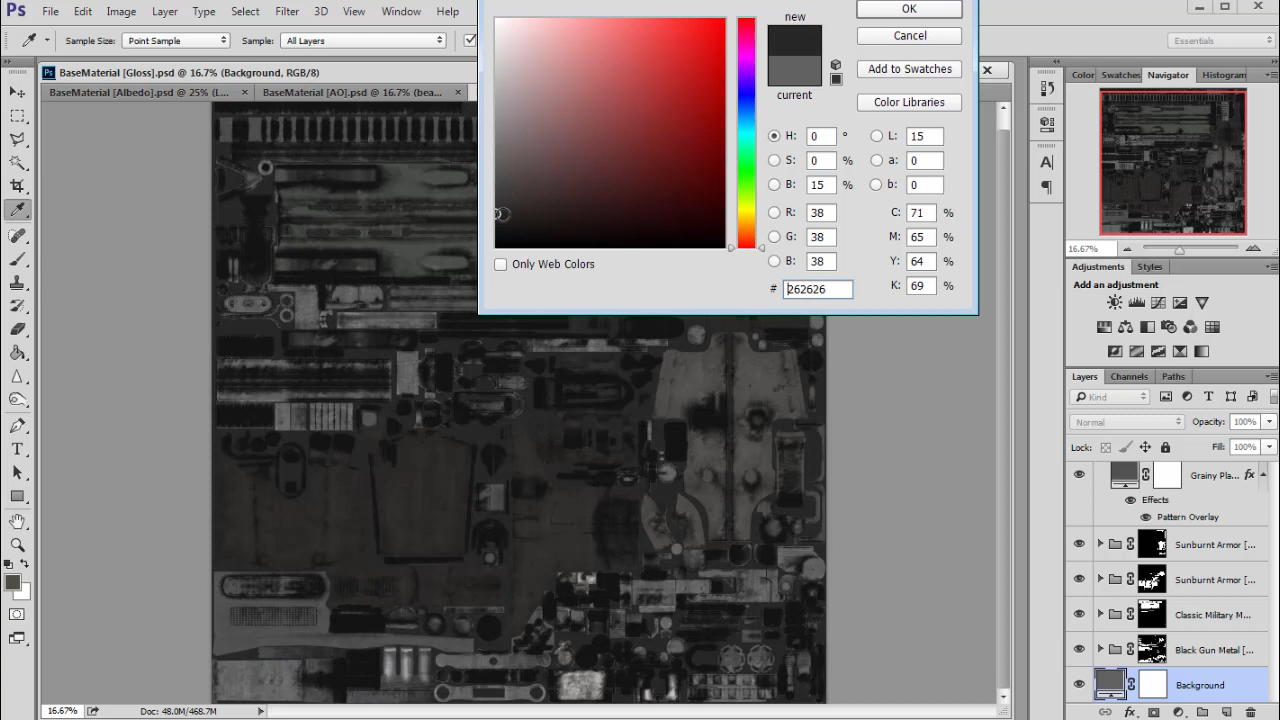 Ps File Edit Image Layer Type Select Filter 3D View Window Help
Sample Size: Point Sample Sample: All Layers Essentials
BaseMaterial [Gloss].psd @ 16.7% (Background, RGB/8)
BaseMaterial [Albedo].psd @ 25% (L... × BaseMaterial [AO].psd @ 16.7% (bea... ×
new
current
OK
Cancel
Add to Swatches
Color Libraries
H: 0 ° L: 15
S: 0 % a: 0
B: 15 % b: 0
R: 38 C: 71 %
G: 38 M: 65 %
B: 38 Y: 64 %
# 262626 K: 69 %
Only Web Colors
Color Swatches Navigator Histogram
16.67%
Adjustments Styles
Add an adjustment
Layers Channels Paths
Kind
Normal Opacity: 100%
Lock: Fill: 100%
Grainy Pla... fx
Effects
Pattern Overlay
Sunburnt Armor [...
Sunburnt Armor [...
Classic Military M...
Black Gun Metal [...
Background
16.67% Doc: 48.0M/468.7M